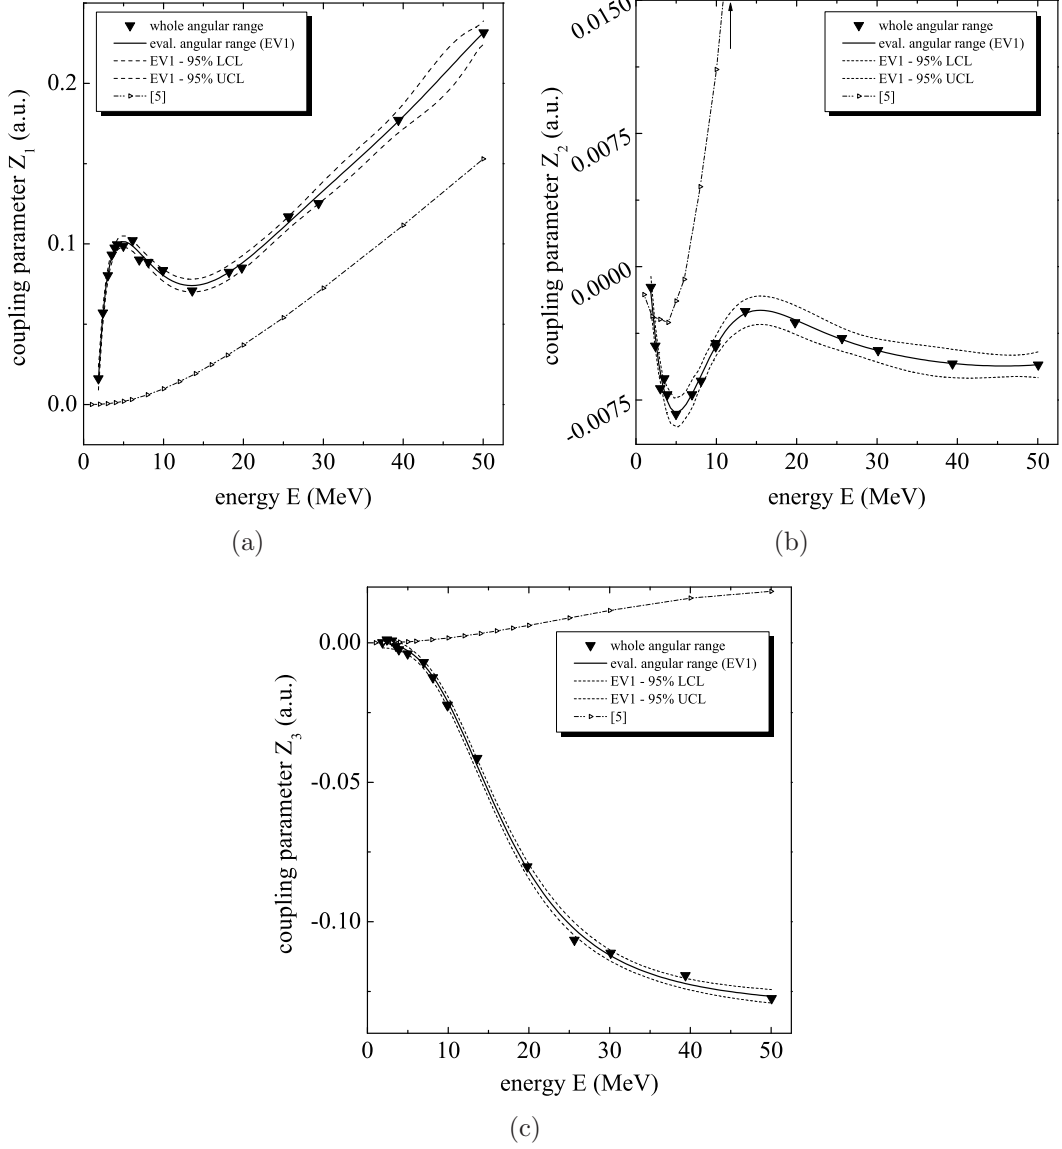 whole angular range
eval. angular range (EV1)
EV1 - 95% LCL
EV1 - 95% UCL
[5]
0.2
0.1
0.0
coupling parameter Z1 (a.u.)
0 10 20 30 40 50
energy E (MeV)
(a)
whole angular range
eval. angular range (EV1)
EV1 - 95% LCL
EV1 - 95% UCL
[5]
0.0150
0.0075
0.0000
-0.0075
coupling parameter Z2 (a.u.)
0 10 20 30 40 50
energy E (MeV)
(b)
whole angular range
eval. angular range (EV1)
EV1 - 95% LCL
EV1 - 95% UCL
[5]
0.00
-0.05
-0.10
coupling parameter Z3 (a.u.)
0 10 20 30 40 50
energy E (MeV)
(c)